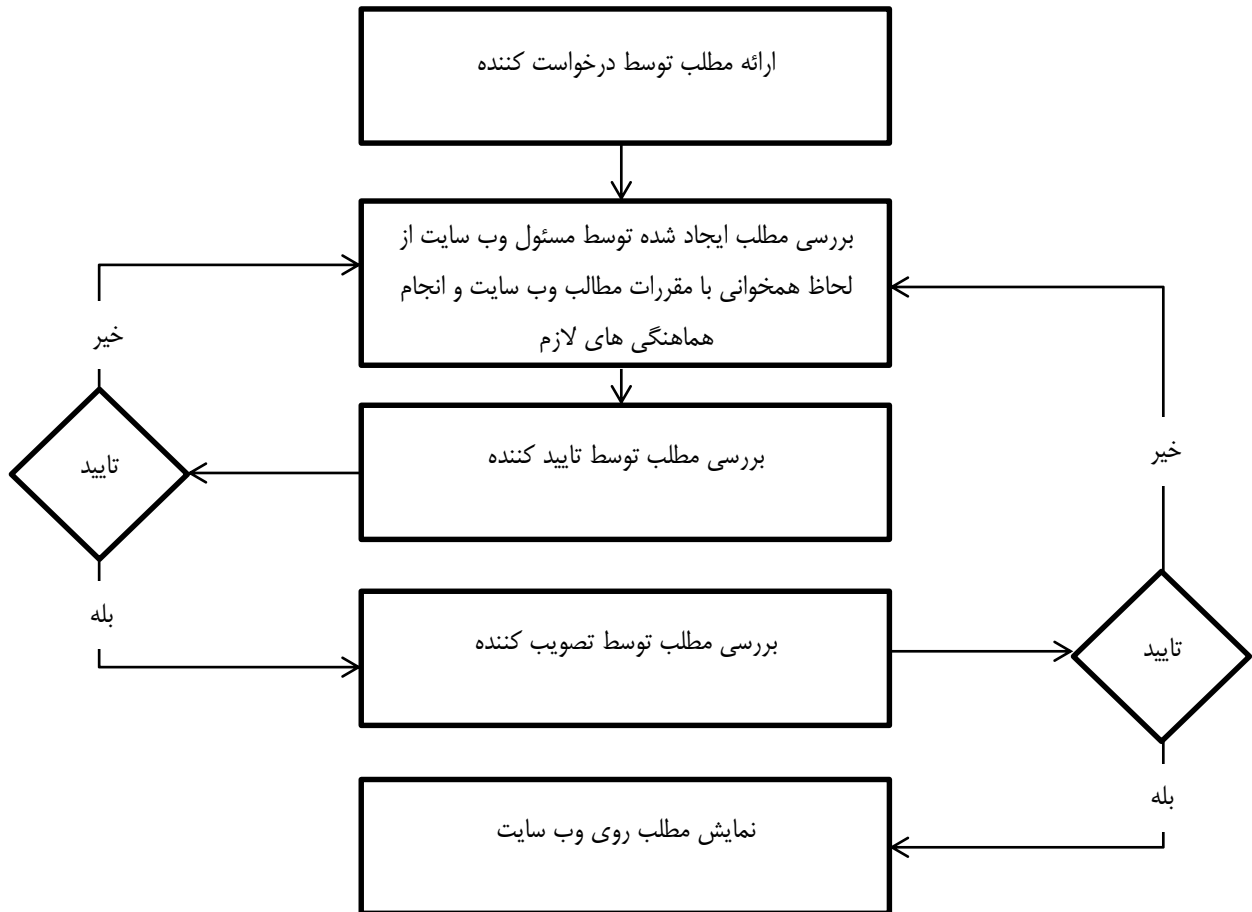 ارائه مطلب توسط درخواست کننده
بررسی مطلب ایجاد شده توسط مسئول وب سایت از
لحاظ همخوانی با مقررات مطالب وب سایت و انجام
هماهنگی های لازم
خیر
خیر
بررسی مطلب توسط تایید کننده
تایید
بله
بررسی مطلب توسط تصویب کننده
تایید
بله
نمایش مطلب روی وب سایت